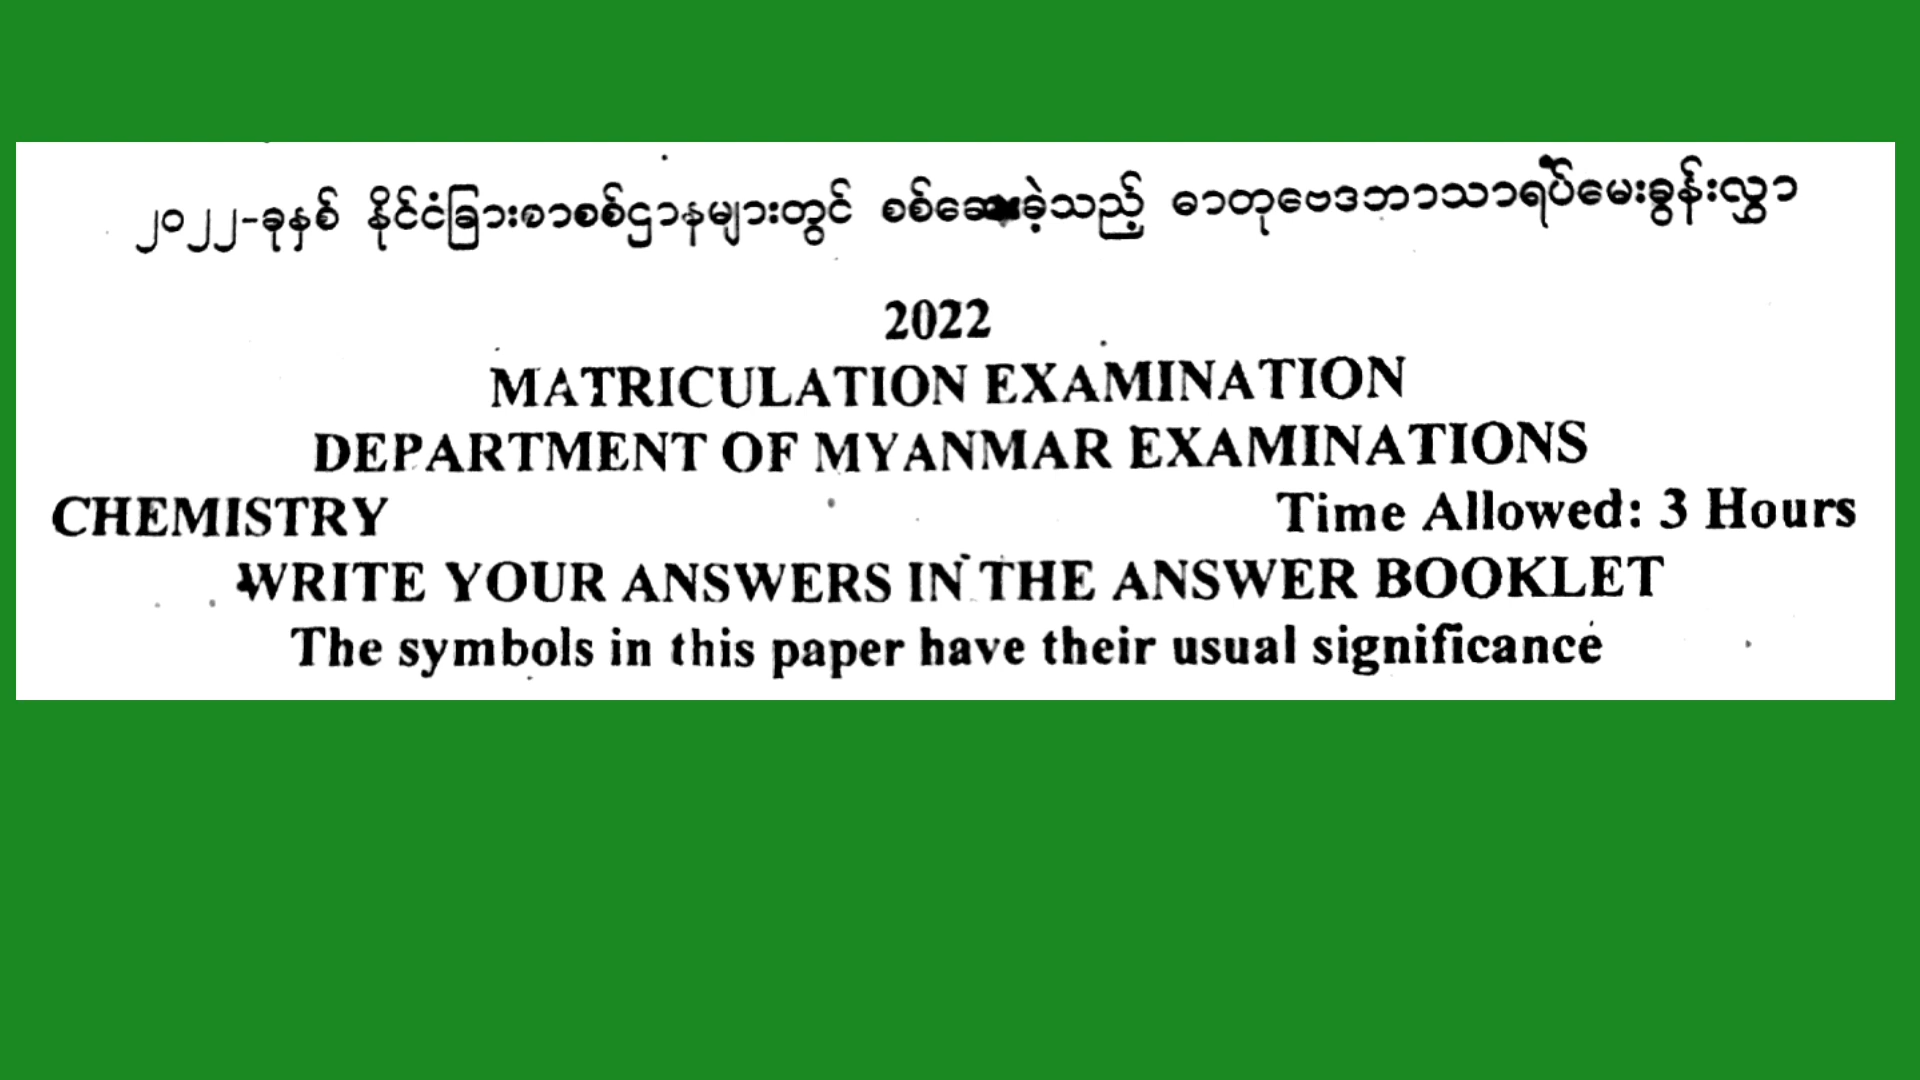 ၂၀၂၂-ခုနှစ် နိုင်ငံခြားစာစစ်ဌာနများတွင် စစ်ဆေးခဲ့သည့် ဓာတုဗေဒဘာသာရပ်မေးခွန်းလွှာ
2022
MATRICULATION EXAMINATION
DEPARTMENT OF MYANMAR EXAMINATIONS
CHEMISTRY Time Allowed: 3 Hours
WRITE YOUR ANSWERS IN THE ANSWER BOOKLET
The symbols in this paper have their usual significance